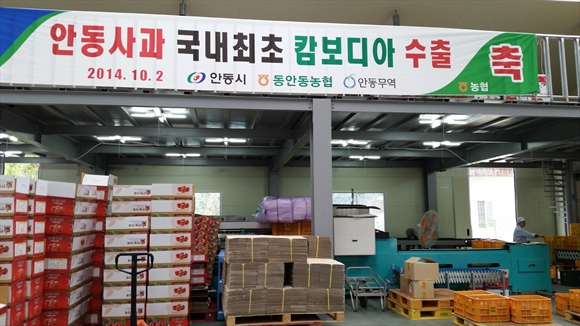 안동사과 국내최초 캄보디아 수출 축
2014. 10. 2 안동시 동안동농협 안동무역 농협